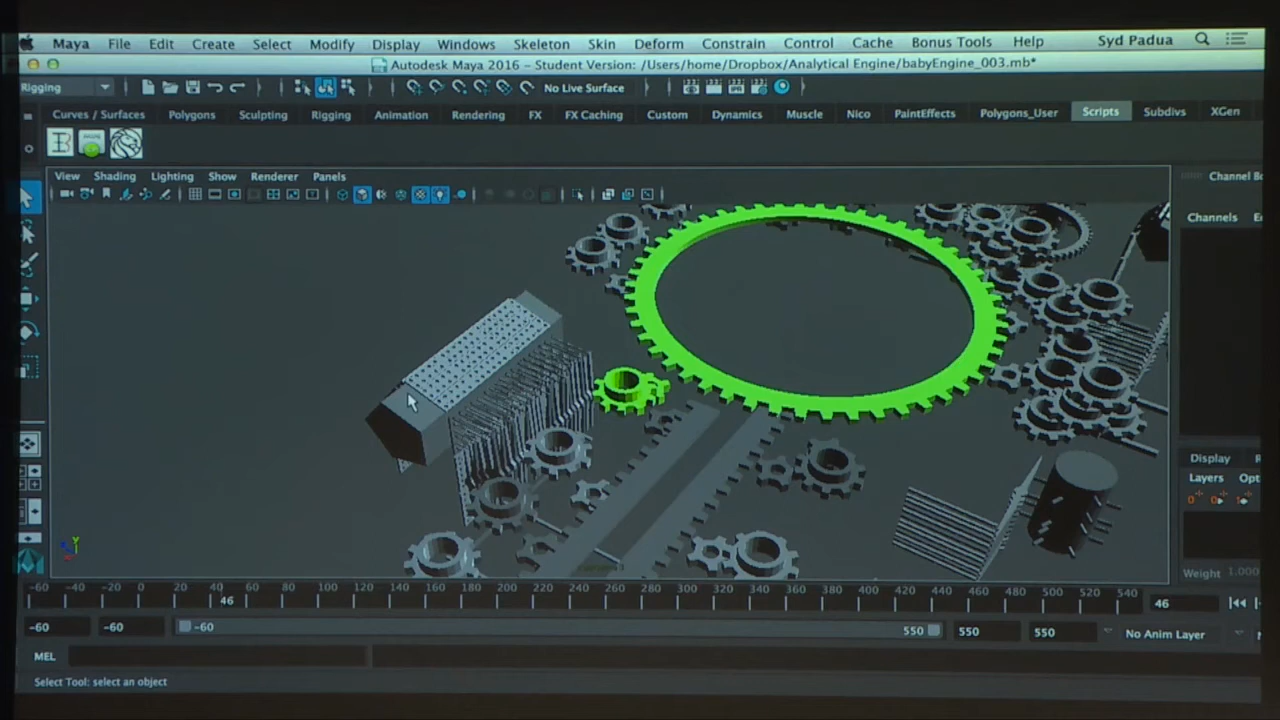 Maya File Edit Create Select Modify Display Windows Skeleton Skin Deform Constrain Control Cache Bonus Tools Help Syd Padua
Autodesk Maya 2016 - Student Version: /Users/home/Dropbox/Analytical Engine/babyEngine_003.mb*
Rigging No Live Surface
Curves / Surfaces Polygons Sculpting Rigging Animation Rendering FX FX Caching Custom Dynamics Muscle Nico PaintEffects Polygons_User Scripts Subdivs XGen
View Shading Lighting Show Renderer Panels
Channel Bo
Channels
Display
Layers Opt
Weight 1.000
-60 -40 -20 0 20 40 60 80 100 120 140 160 180 200 220 240 260 280 300 320 340 360 380 400 420 440 460 480 500 520 540
46 46
-60 -60 -60 550 550 550 No Anim Layer
MEL
Select Tool: select an object